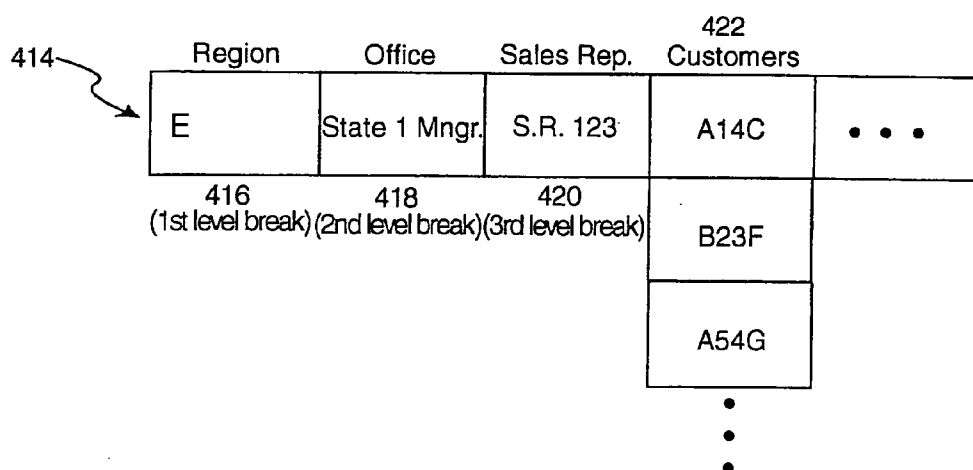 422
Region Office Sales Rep. Customers
414
E State 1 Mngr. S.R. 123 A14C • • •
416 418 420
(1st level break) (2nd level break) (3rd level break)
B23F
A54G